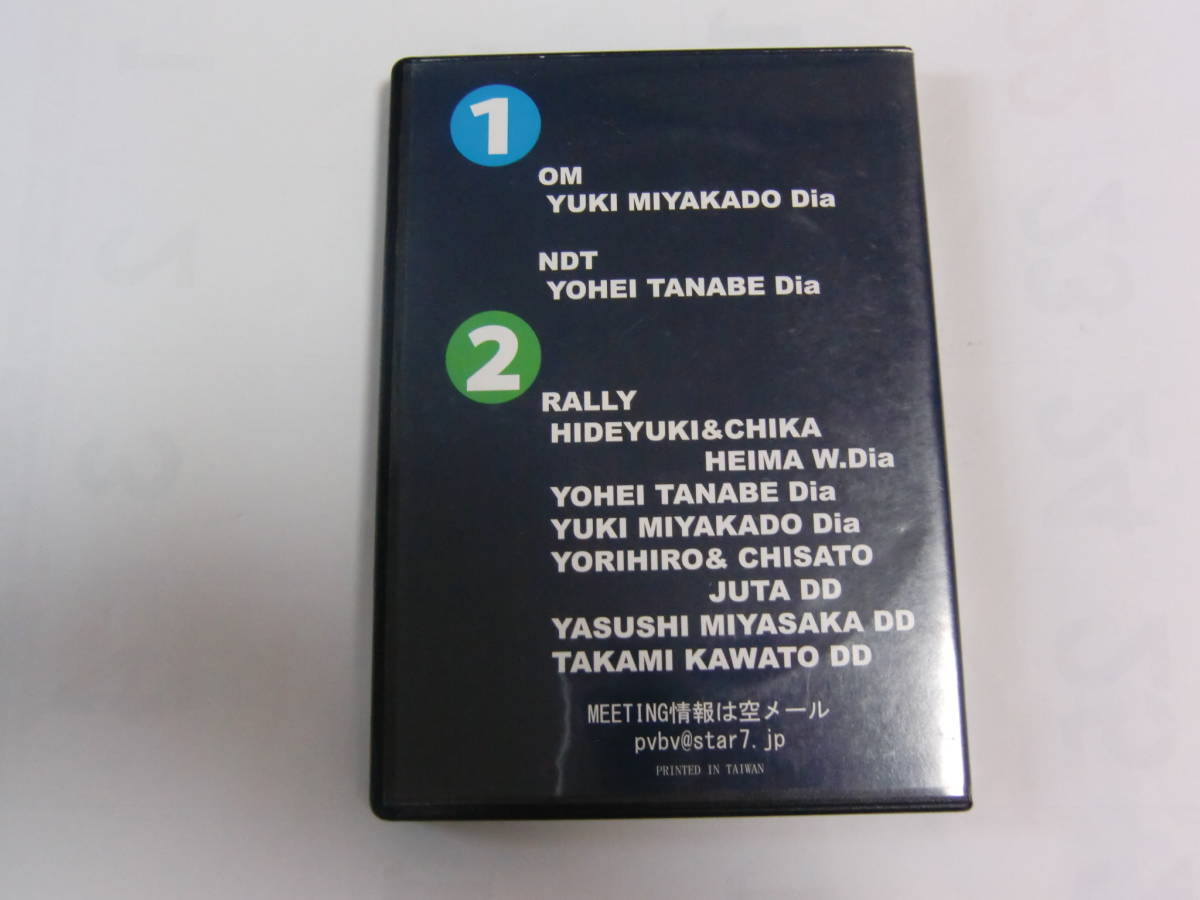 1
OM
YUKI MIYAKADO Dia
NDT
YOHEI TANABE Dia
2
RALLY
HIDEYUKI&CHIKA
HEIMA W.Dia
YOHEI TANABE Dia
YUKI MIYAKADO Dia
YORIHIRO& CHISATO
JUTA DD
YASUSHI MIYASAKA DD
TAKAMI KAWATO DD
MEETING情報は空メール
pvbv@star7.jp
PRINTED IN TAIWAN